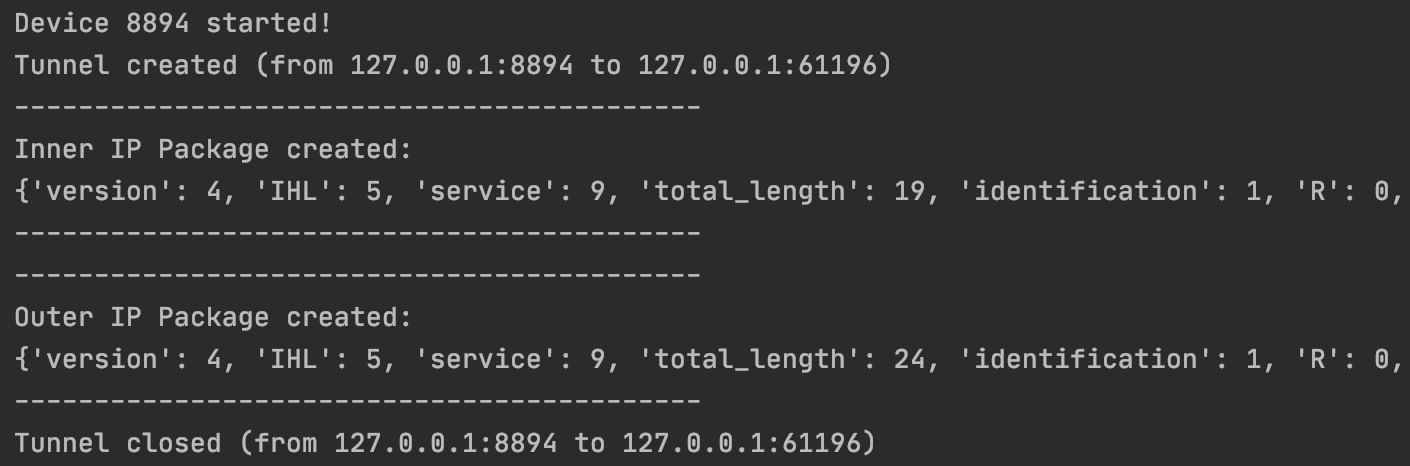 Device 8894 started!
Tunnel created (from 127.0.0.1:8894 to 127.0.0.1:61196)
-------------------------------------------
Inner IP Package created:
{'version': 4, 'IHL': 5, 'service': 9, 'total_length': 19, 'identification': 1, 'R': 0,
-------------------------------------------
-------------------------------------------
Outer IP Package created:
{'version': 4, 'IHL': 5, 'service': 9, 'total_length': 24, 'identification': 1, 'R': 0,
-------------------------------------------
Tunnel closed (from 127.0.0.1:8894 to 127.0.0.1:61196)